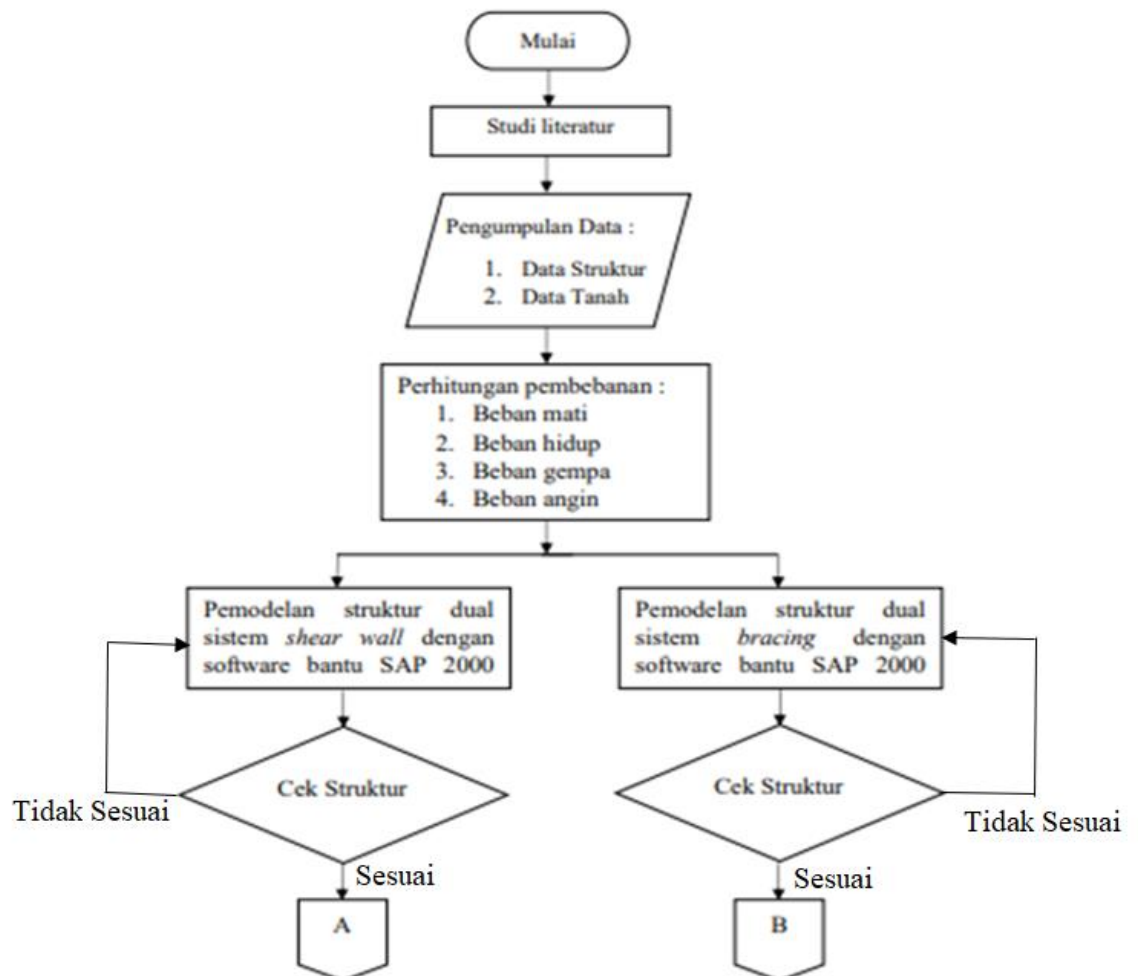 Mulai
Studi literatur
Pengumpulan Data :
1. Data Struktur
2. Data Tanah
Perhitungan pembebanan :
1. Beban mati
2. Beban hidup
3. Beban gempa
4. Beban angin
Pemodelan struktur dual
sistem shear wall dengan
software bantu SAP 2000
Pemodelan struktur dual
sistem bracing dengan
software bantu SAP 2000
Cek Struktur
Cek Struktur
Tidak Sesuai
Tidak Sesuai
Sesuai
Sesuai
A
B